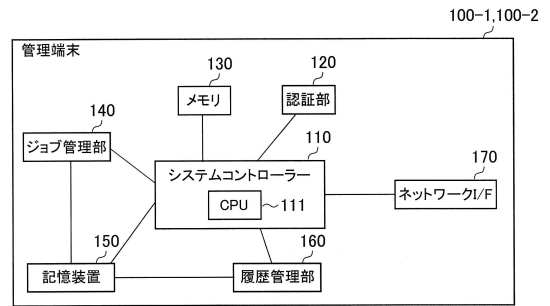 100-1,100-2
管理端末
130
120
メモリ
認証部
140
ジョブ管理部
110
システムコントローラー
CPU
111
170
ネットワークI/F
150
記憶装置
160
履歴管理部